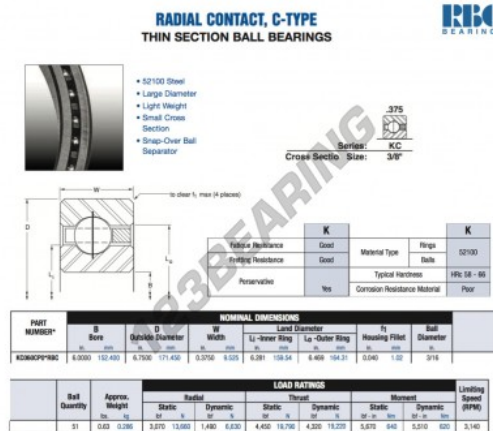 RADIAL CONTACT, C-TYPE
THIN SECTION BALL BEARINGS
RBC
BEARING
• 52100 Steel
• Large Diameter
• Light Weight
• Small Cross
Section
• Snap-Over Ball
Separator
.375
Series: KC
Cross Sectio Size: 3/8"
W
to clear f₁ max (4 places)
D
B
K
K
Fatigue Resistance Good Material Type Rings 52100
Fretting Resistance Good Balls
Preservative Yes Typical Hardness HRc 58 - 66
Corrosion Resistance Material Poor
123BEARING
NOMINAL DIMENSIONS
PART NUMBER* B Bore D Outside Diameter W Width Land Diameter f₁ Housing Fillet Ball Diameter
Lᵢ -Inner Ring Lₒ -Outer Ring
in. mm in. mm in. mm in. mm in. mm in. mm in.
KC060CP0*RBC 6.0000 152.400 6.7500 171.450 0.3750 9.525 6.281 159.54 6.469 164.31 0.040 1.02 3/16
LOAD RATINGS
Ball Quantity Approx. Weight Radial Thrust Moment Limiting Speed (RPM)
Static Dynamic Static Dynamic Static Dynamic
lbs. kg lbf N lbf N lbf N lbf N lbf - in Nm lbf - in Nm
51 0.63 0.286 3,070 13,660 1,480 6,630 4,450 19,790 4,320 19,220 5,670 640 5,510 620 3,140